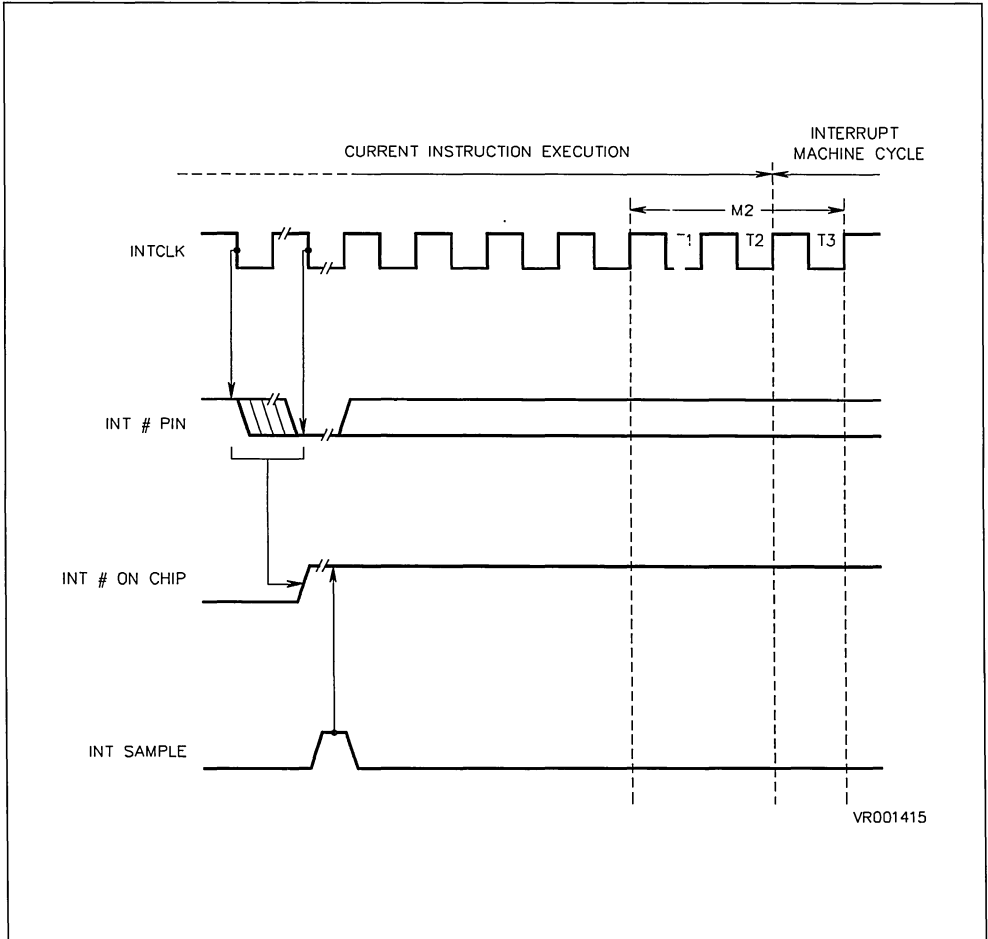 CURRENT INSTRUCTION EXECUTION
INTERRUPT
MACHINE CYCLE
M2
INTCLK
T2
T3
INT # PIN
INT # ON CHIP
INT SAMPLE
VR001415